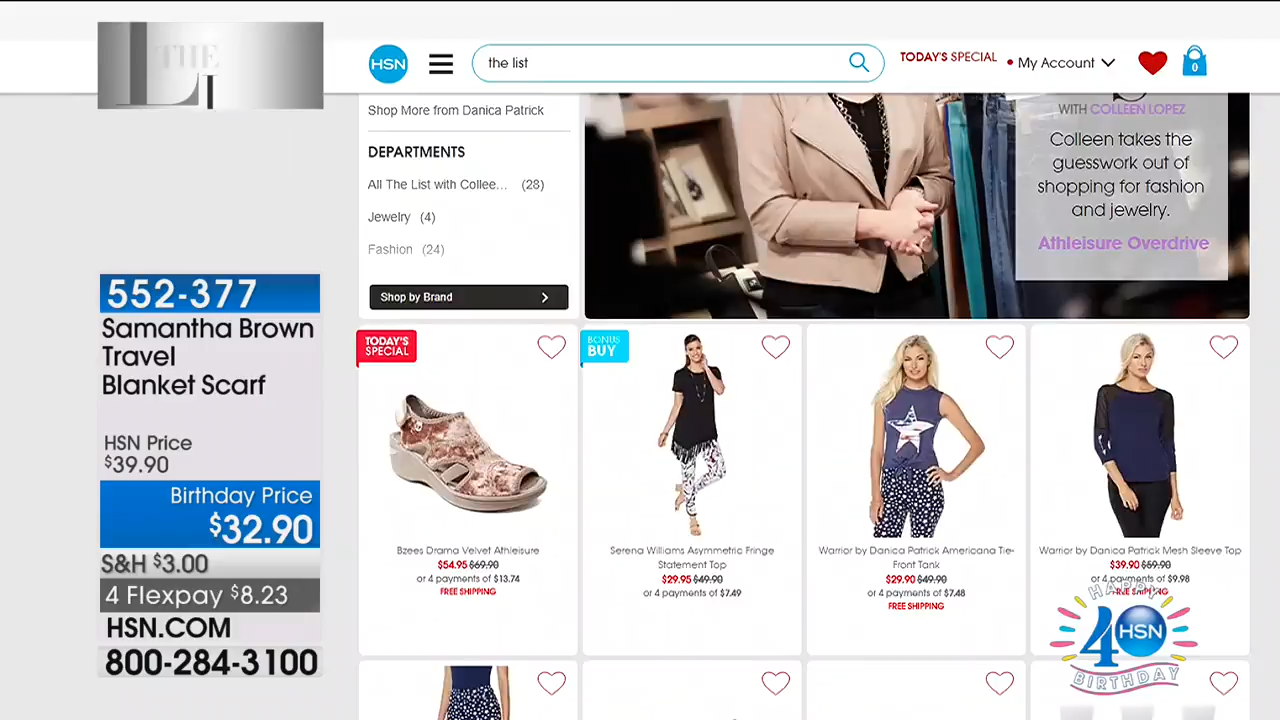 THE
LI
HSN
the list
TODAY'S SPECIAL
My Account
0
Shop More from Danica Patrick
DEPARTMENTS
All The List with Collee... (28)
Jewelry (4)
Fashion (24)
Shop by Brand
WITH COLLEEN LOPEZ
Colleen takes the
guesswork out of
shopping for fashion
and jewelry.
Athleisure Overdrive
552-377
Samantha Brown
Travel
Blanket Scarf
HSN Price
$39.90
Birthday Price
$32.90
S&H $3.00
4 Flexpay $8.23
HSN.COM
800-284-3100
TODAY'S
SPECIAL
Bzees Drama Velvet Athleisure
$54.95 $69.90
or 4 payments of $13.74
FREE SHIPPING
BONUS
BUY
Serena Williams Asymmetric Fringe
Statement Top
$29.95 $49.90
or 4 payments of $7.49
Warrior by Danica Patrick Americana Tie-
Front Tank
$29.90 $49.90
or 4 payments of $7.48
FREE SHIPPING
Warrior by Danica Patrick Mesh Sleeve Top
$39.90 $59.90
or 4 payments of $9.98
FREE SHIPPING
HAPPY
40 HSN
BIRTHDAY